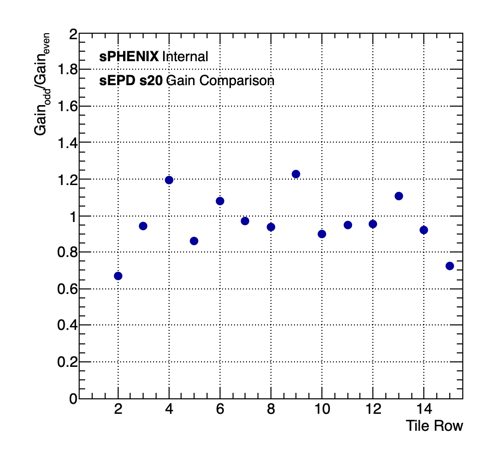 2
1.8
1.6
1.4
1.2
1
0.8
0.6
0.4
0.2
0
Gain_odd/Gain_even
sPHENIX Internal
sEPD s20 Gain Comparison
2 4 6 8 10 12 14
Tile Row